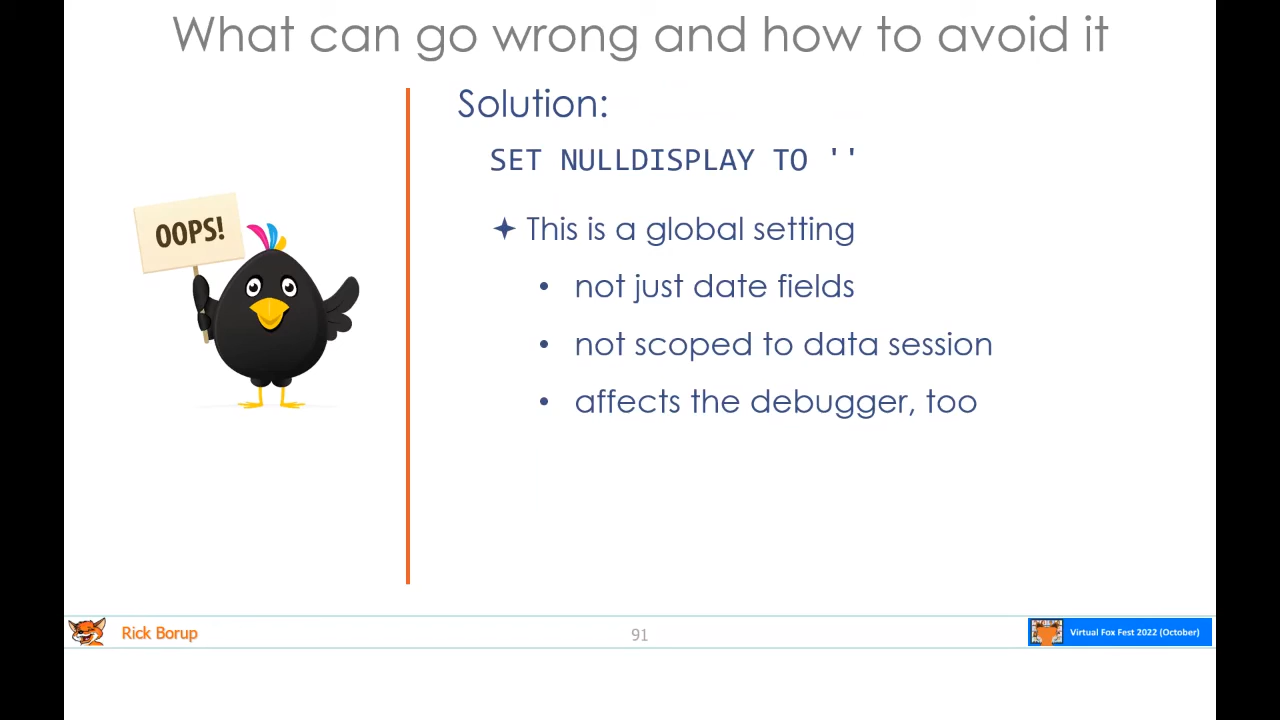 What can go wrong and how to avoid it
Solution:
SET NULLDISPLAY TO ''
✦ This is a global setting
• not just date fields
• not scoped to data session
• affects the debugger, too
OOPS!
Rick Borup
91
Virtual Fox Fest 2022 (October)